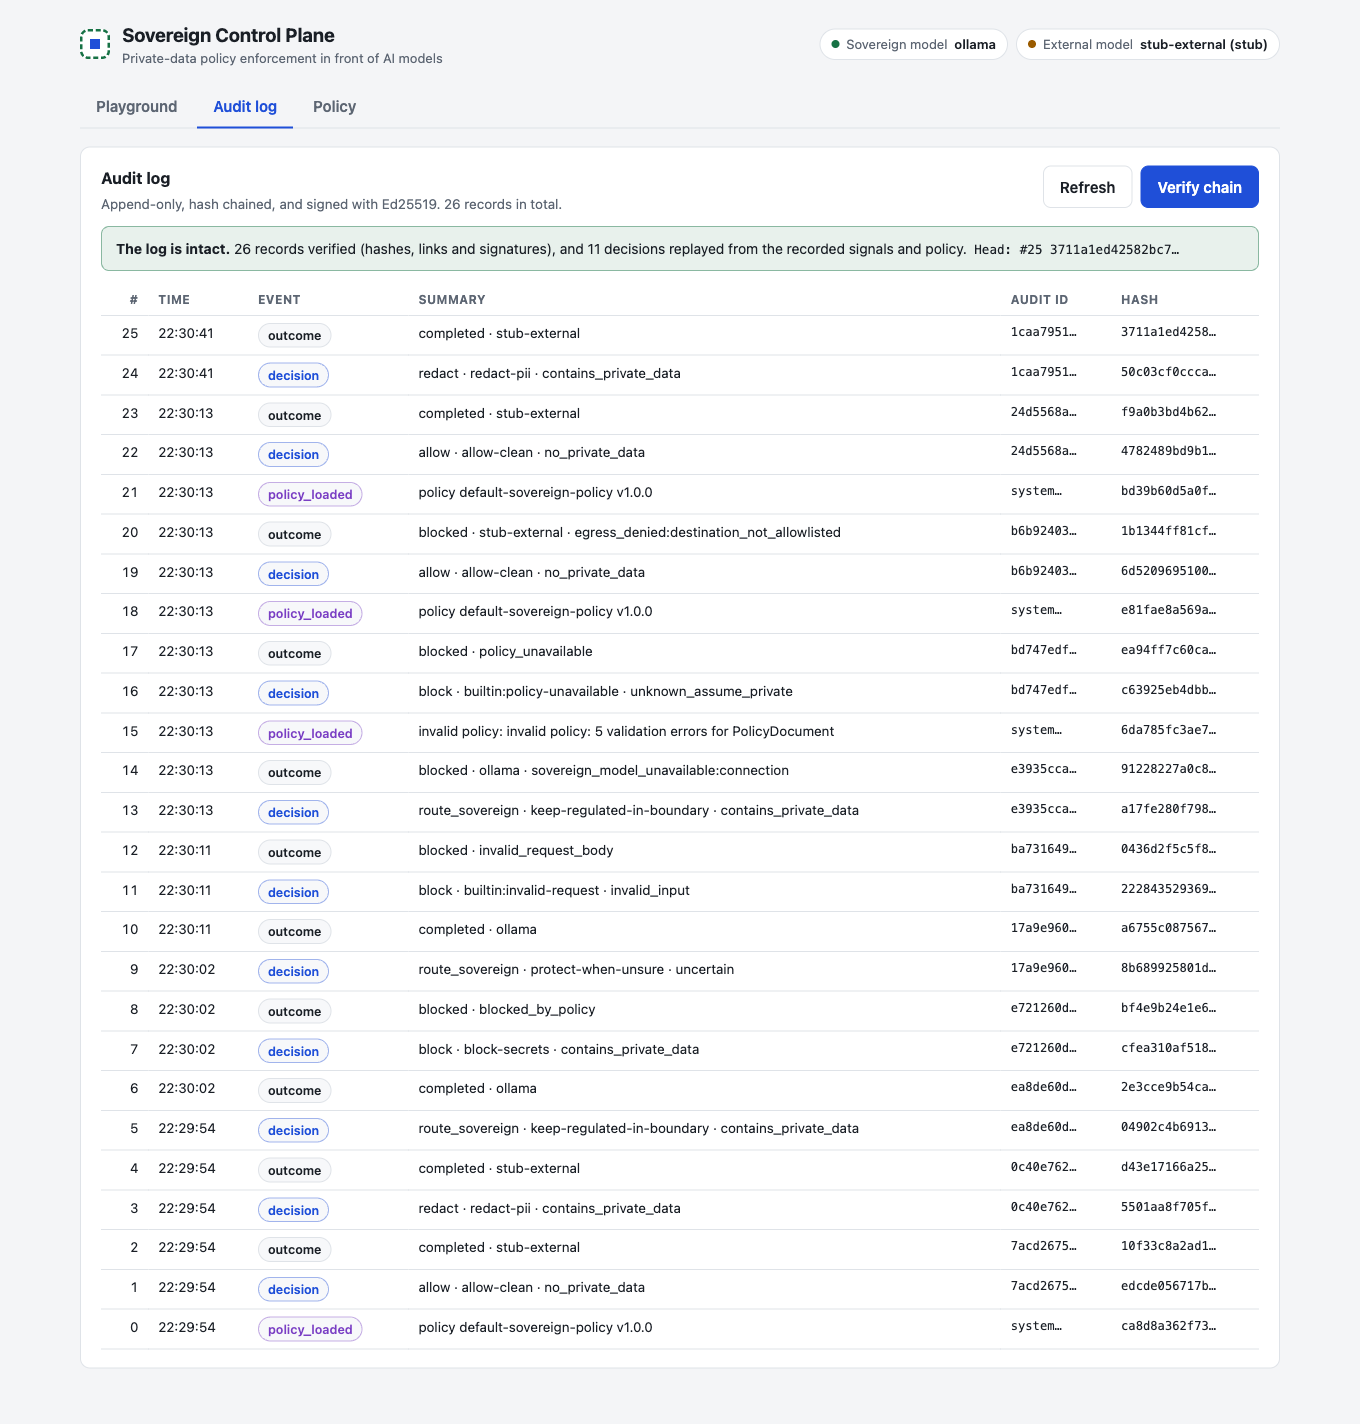 Sovereign Control Plane
Private-data policy enforcement in front of AI models
Sovereign model ollama
External model stub-external (stub)
Playground Audit log Policy
Audit log
Append-only, hash chained, and signed with Ed25519. 26 records in total.
Refresh Verify chain
The log is intact. 26 records verified (hashes, links and signatures), and 11 decisions replayed from the recorded signals and policy. Head: #25 3711a1ed42582bc7…
# TIME EVENT SUMMARY AUDIT ID HASH
25 22:30:41 outcome completed · stub-external 1caa7951… 3711a1ed4258…
24 22:30:41 decision redact · redact-pii · contains_private_data 1caa7951… 50c03cf0ccca…
23 22:30:13 outcome completed · stub-external 24d5568a… f9a0b3bd4b62…
22 22:30:13 decision allow · allow-clean · no_private_data 24d5568a… 4782489bd9b1…
21 22:30:13 policy_loaded policy default-sovereign-policy v1.0.0 system… bd39b60d5a0f…
20 22:30:13 outcome blocked · stub-external · egress_denied:destination_not_allowlisted b6b92403… 1b1344ff81cf…
19 22:30:13 decision allow · allow-clean · no_private_data b6b92403… 6d5209695100…
18 22:30:13 policy_loaded policy default-sovereign-policy v1.0.0 system… e81fae8a569a…
17 22:30:13 outcome blocked · policy_unavailable bd747edf… ea94ff7c60ca…
16 22:30:13 decision block · builtin:policy-unavailable · unknown_assume_private bd747edf… c63925eb4dbb…
15 22:30:13 policy_loaded invalid policy: invalid policy: 5 validation errors for PolicyDocument system… 6da785fc3ae7…
14 22:30:13 outcome blocked · ollama · sovereign_model_unavailable:connection e3935cca… 91228227a0c8…
13 22:30:13 decision route_sovereign · keep-regulated-in-boundary · contains_private_data e3935cca… a17fe280f798…
12 22:30:11 outcome blocked · invalid_request_body ba731649… 0436d2f5c5f8…
11 22:30:11 decision block · builtin:invalid-request · invalid_input ba731649… 222843529369…
10 22:30:11 outcome completed · ollama 17a9e960… a6755c087567…
9 22:30:02 decision route_sovereign · protect-when-unsure · uncertain 17a9e960… 8b689925801d…
8 22:30:02 outcome blocked · blocked_by_policy e721260d… bf4e9b24e1e6…
7 22:30:02 decision block · block-secrets · contains_private_data e721260d… cfea310af518…
6 22:30:02 outcome completed · ollama ea8de60d… 2e3cce9b54ca…
5 22:29:54 decision route_sovereign · keep-regulated-in-boundary · contains_private_data ea8de60d… 04902c4b6913…
4 22:29:54 outcome completed · stub-external 0c40e762… d43e17166a25…
3 22:29:54 decision redact · redact-pii · contains_private_data 0c40e762… 5501aa8f705f…
2 22:29:54 outcome completed · stub-external 7acd2675… 10f33c8a2ad1…
1 22:29:54 decision allow · allow-clean · no_private_data 7acd2675… edcde056717b…
0 22:29:54 policy_loaded policy default-sovereign-policy v1.0.0 system… ca8d8a362f73…